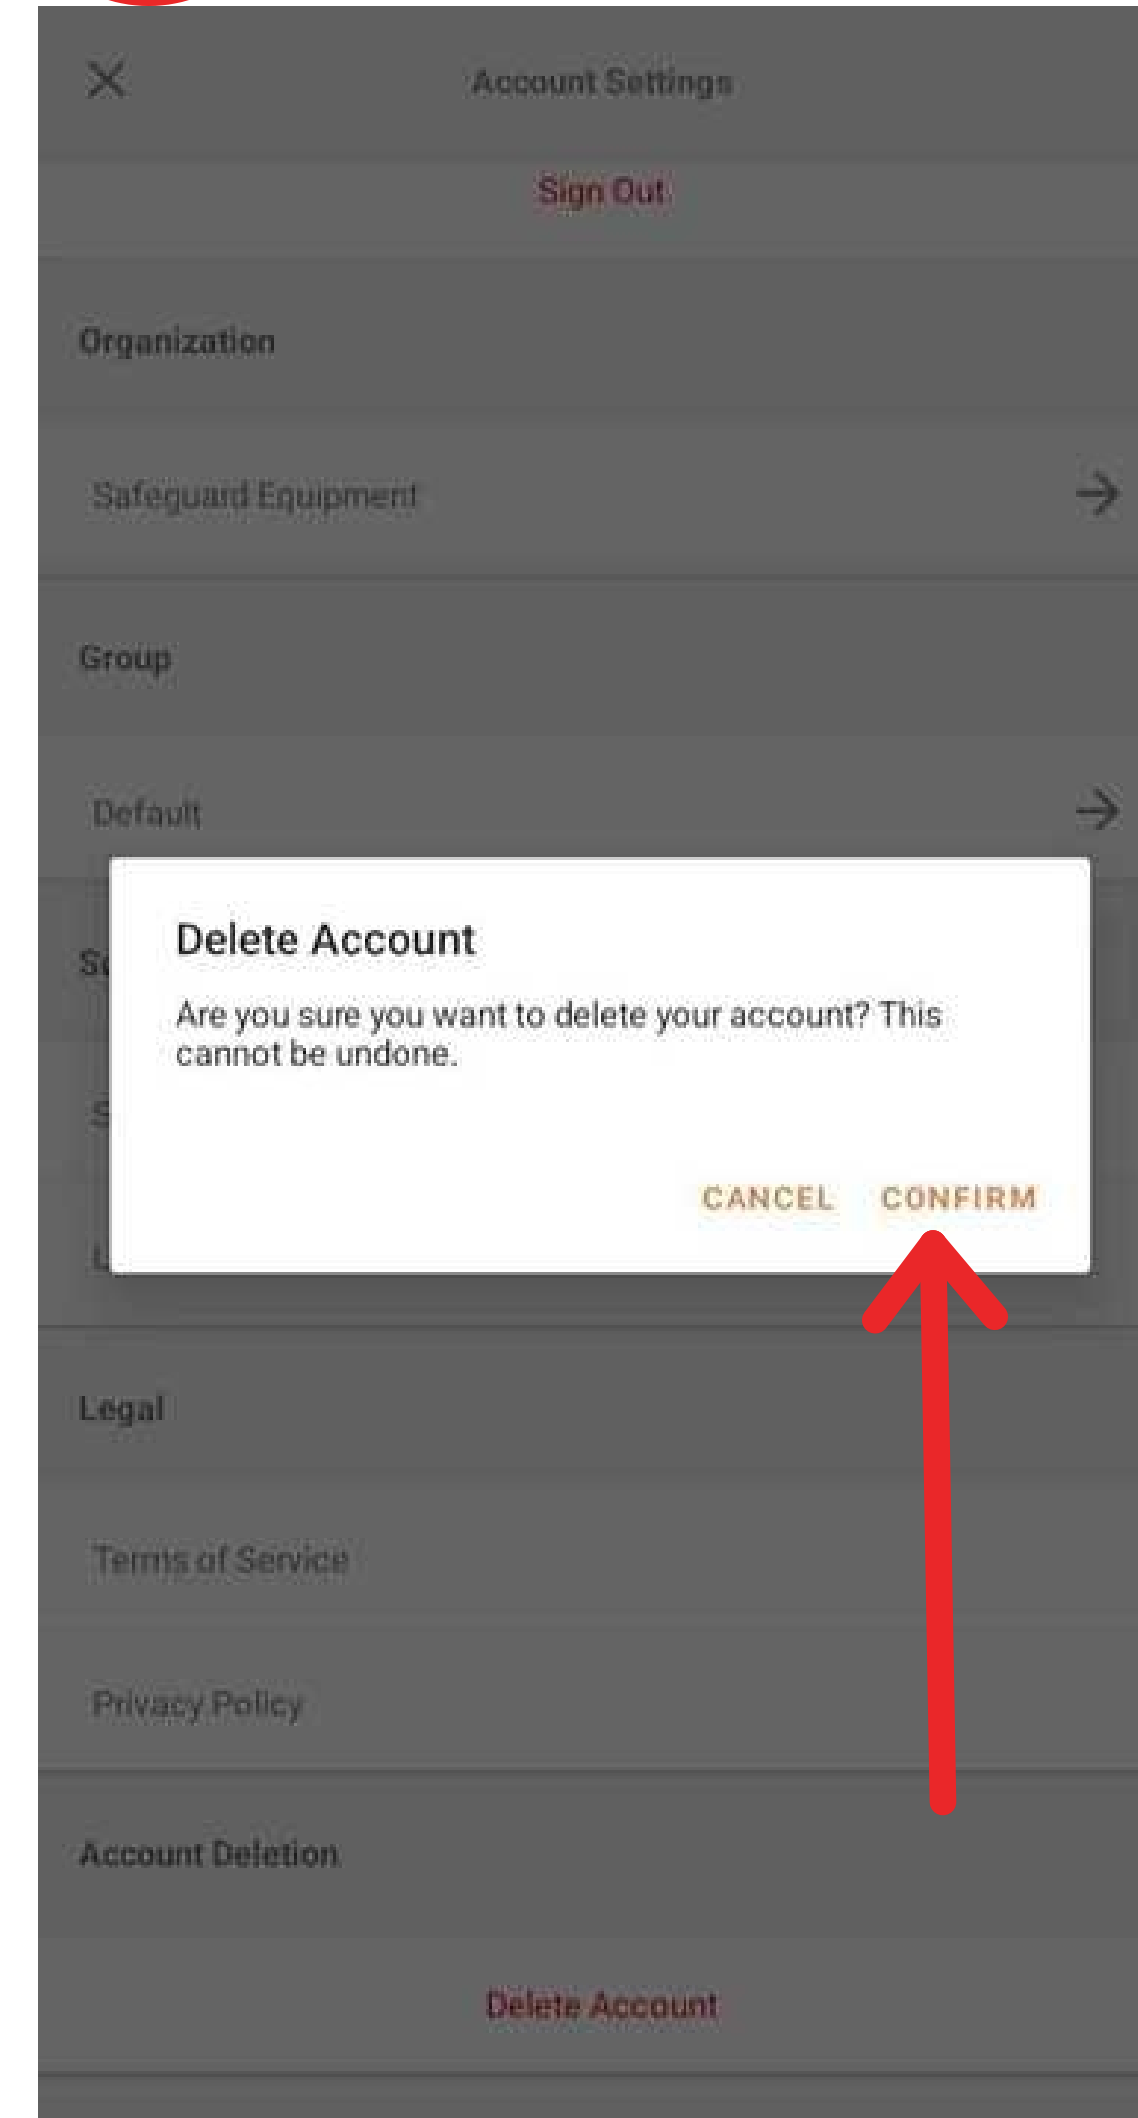 Account Settings
Sign Out
Organization
Safeguard Equipment
Group
Default
Delete Account
Are you sure you want to delete your account? This
cannot be undone.
CANCEL CONFIRM
Legal
Terms of Service
Privacy Policy
Account Deletion
Delete Account